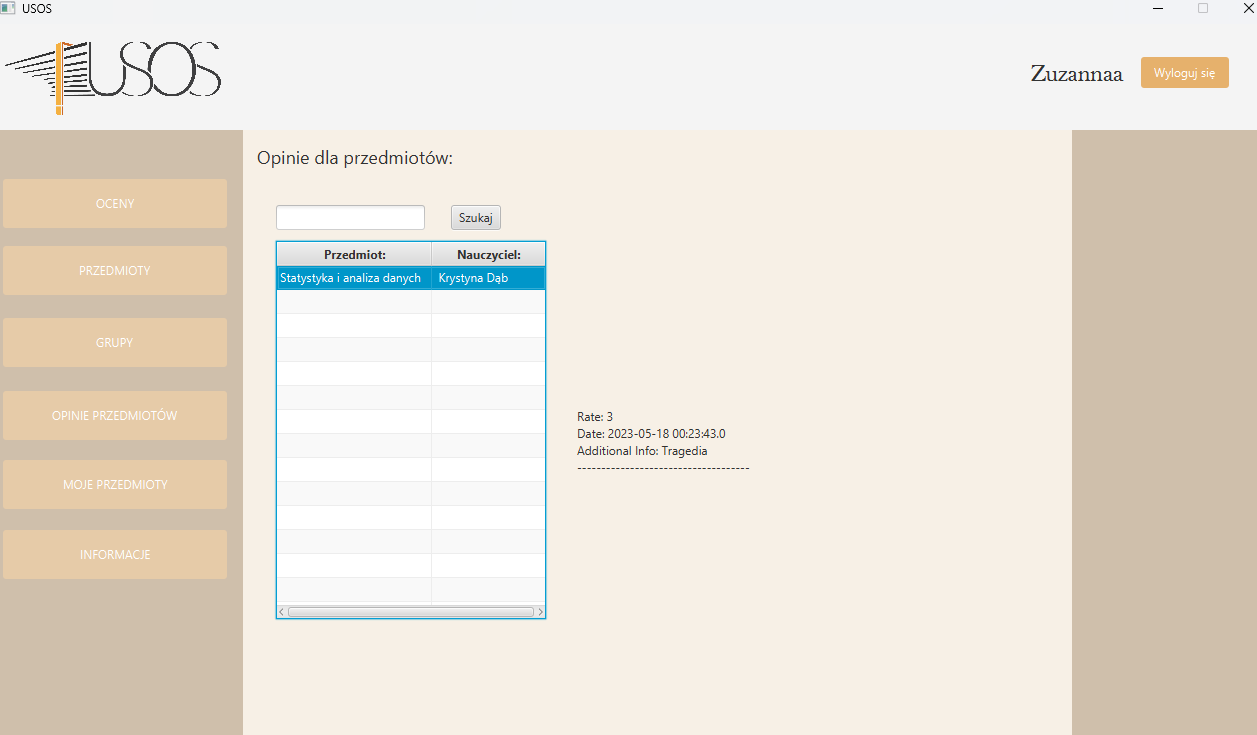 USOS
USOS
Zuzannaa
Wyloguj się
Opinie dla przedmiotów:
OCENY
PRZEDMIOTY
GRUPY
OPINIE PRZEDMIOTÓW
MOJE PRZEDMIOTY
INFORMACJE
Szukaj
Przedmiot: Nauczyciel:
Statystyka i analiza danych Krystyna Dąb
Rate: 3
Date: 2023-05-18 00:23:43.0
Additional Info: Tragedia
------------------------------------